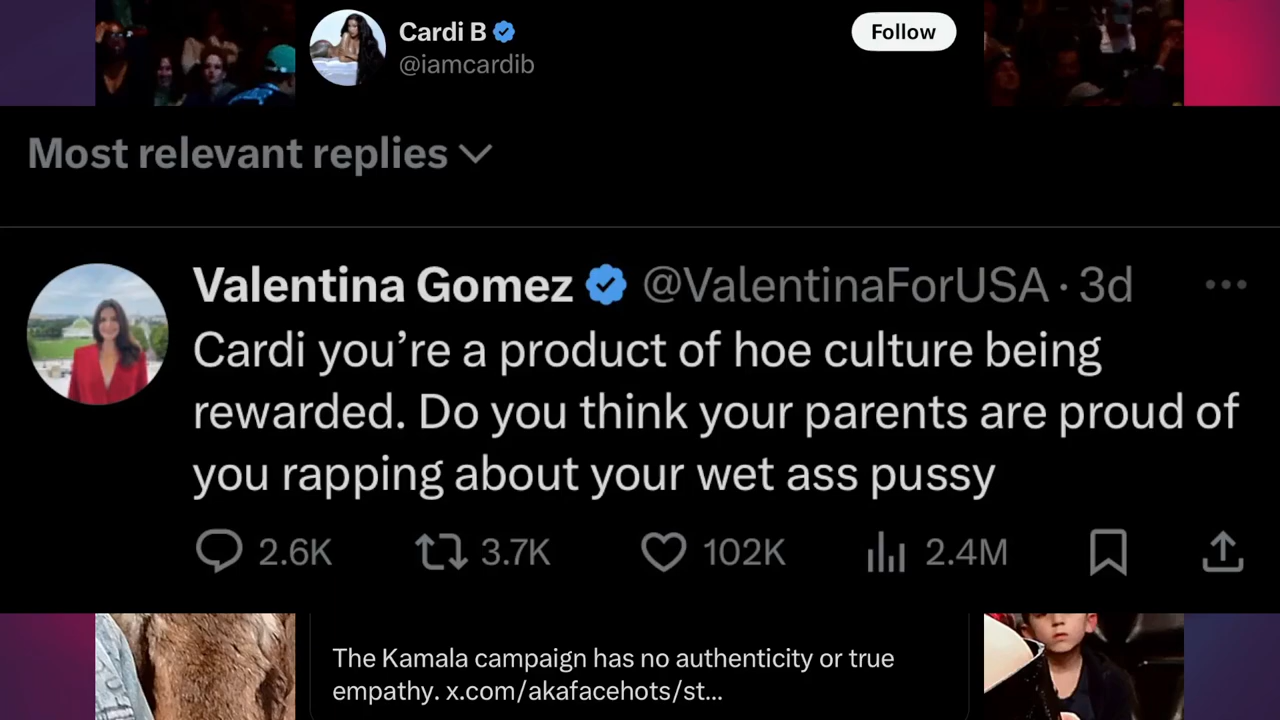 Cardi B
Follow
@iamcardib
Most relevant replies
Valentina Gomez @ValentinaForUSA · 3d
Cardi you’re a product of hoe culture being
rewarded. Do you think your parents are proud of
you rapping about your wet ass pussy
2.6K 3.7K 102K 2.4M
The Kamala campaign has no authenticity or true
empathy. x.com/akafacehots/st...